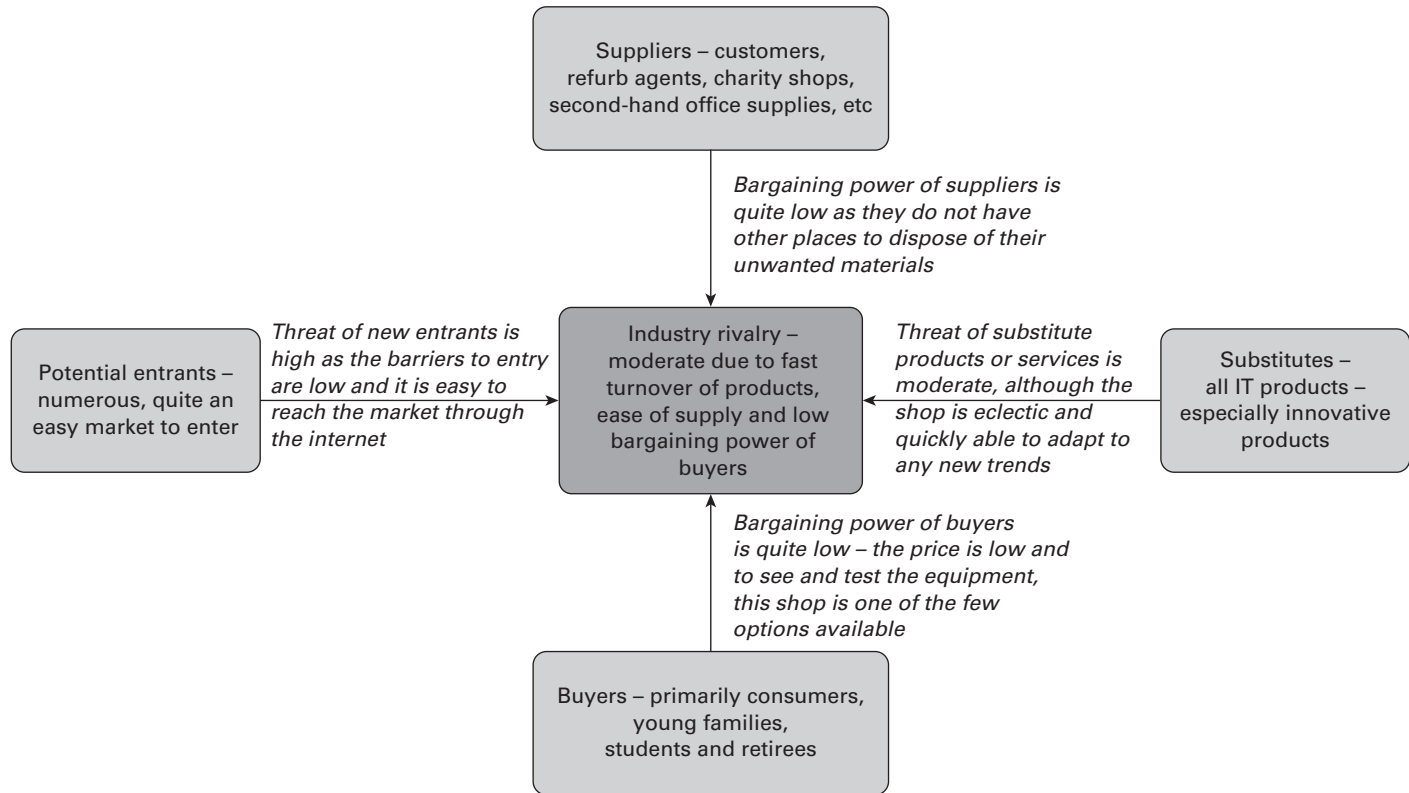 Suppliers – customers,
refurb agents, charity shops,
second-hand office supplies, etc
Bargaining power of suppliers is
quite low as they do not have
other places to dispose of their
unwanted materials
Potential entrants –
numerous, quite an
easy market to enter
Threat of new entrants is
high as the barriers to entry
are low and it is easy to
reach the market through
the internet
Industry rivalry –
moderate due to fast
turnover of products,
ease of supply and low
bargaining power of
buyers
Threat of substitute
products or services is
moderate, although the
shop is eclectic and
quickly able to adapt to
any new trends
Substitutes –
all IT products –
especially innovative
products
Bargaining power of buyers
is quite low – the price is low and
to see and test the equipment,
this shop is one of the few
options available
Buyers – primarily consumers,
young families,
students and retirees